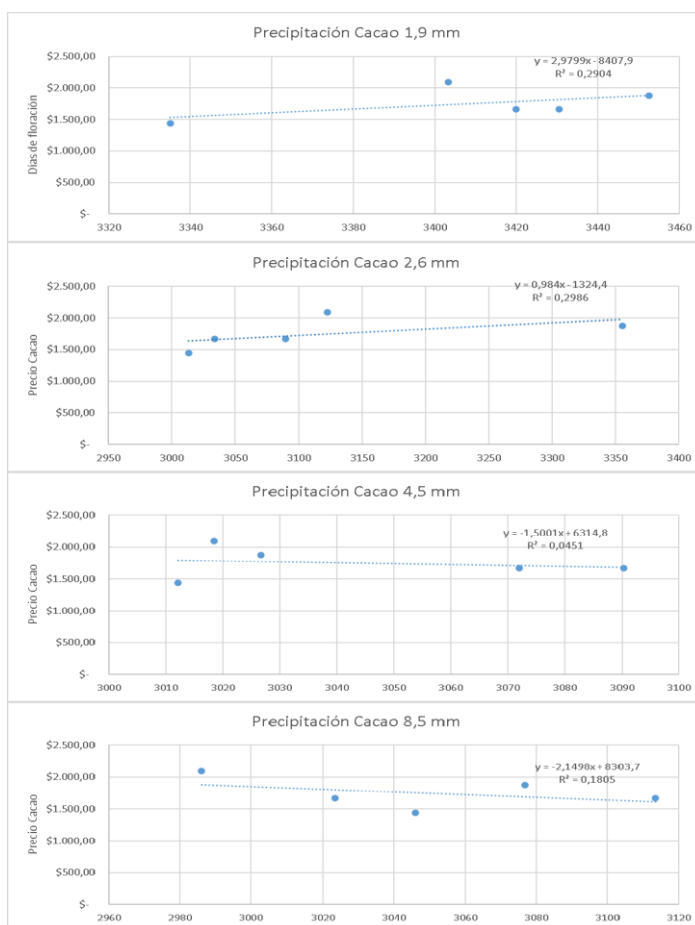 Precipitación Cacao 1,9 mm
$2.500,00
y = 2,9799x - 8407,9
R² = 0,2904
$2.000,00
$1.500,00
$1.000,00
$500,00
$-
Dias de floración
3320 3340 3360 3380 3400 3420 3440 3460
Precipitación Cacao 2,6 mm
$2.500,00
y = 0,984x - 1324,4
R² = 0,2986
$2.000,00
$1.500,00
$1.000,00
$500,00
$-
Precio Cacao
2950 3000 3050 3100 3150 3200 3250 3300 3350 3400
Precipitación Cacao 4,5 mm
$2.500,00
y = -1,5001x + 6314,8
R² = 0,0451
$2.000,00
$1.500,00
$1.000,00
$500,00
$-
Precio Cacao
3000 3010 3020 3030 3040 3050 3060 3070 3080 3090 3100
Precipitación Cacao 8,5 mm
$2.500,00
y = -2,1498x + 8303,7
R² = 0,1805
$2.000,00
$1.500,00
$1.000,00
$500,00
$-
Precio Cacao
2960 2980 3000 3020 3040 3060 3080 3100 3120